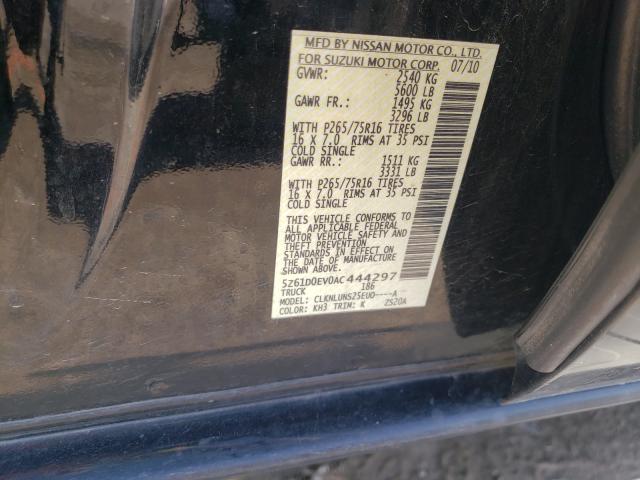 MFD BY NISSAN MOTOR CO., LTD.
FOR SUZUKI MOTOR CORP. 07/10
GVWR: 2540 KG
5600 LB
GAWR FR.: 1495 KG
3296 LB
WITH P265/75R16 TIRES
16 X 7.0 RIMS AT 35 PSI
COLD SINGLE
GAWR RR.: 1511 KG
3331 LB
WITH P265/75R16 TIRES
16 X 7.0 RIMS AT 35 PSI
COLD SINGLE
THIS VEHICLE CONFORMS TO
ALL APPLICABLE FEDERAL
MOTOR VEHICLE SAFETY AND
THEFT PREVENTION
STANDARDS IN EFFECT ON
THE DATE OF MANUFACTURE
SHOWN ABOVE.
5Z61D0EV0AC444297
TRUCK 186
MODEL: CLKNLUNS25EU0----A
COLOR: KH3 TRIM: K ZS20A